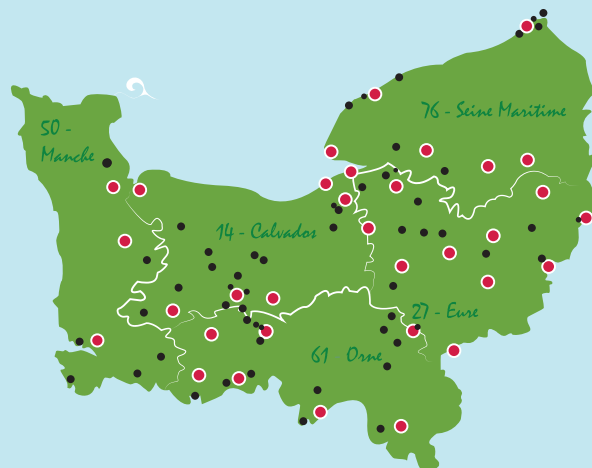 76 - Seine Maritime
50 -
Manche
14 - Calvados
27 - Eure
61 Orne